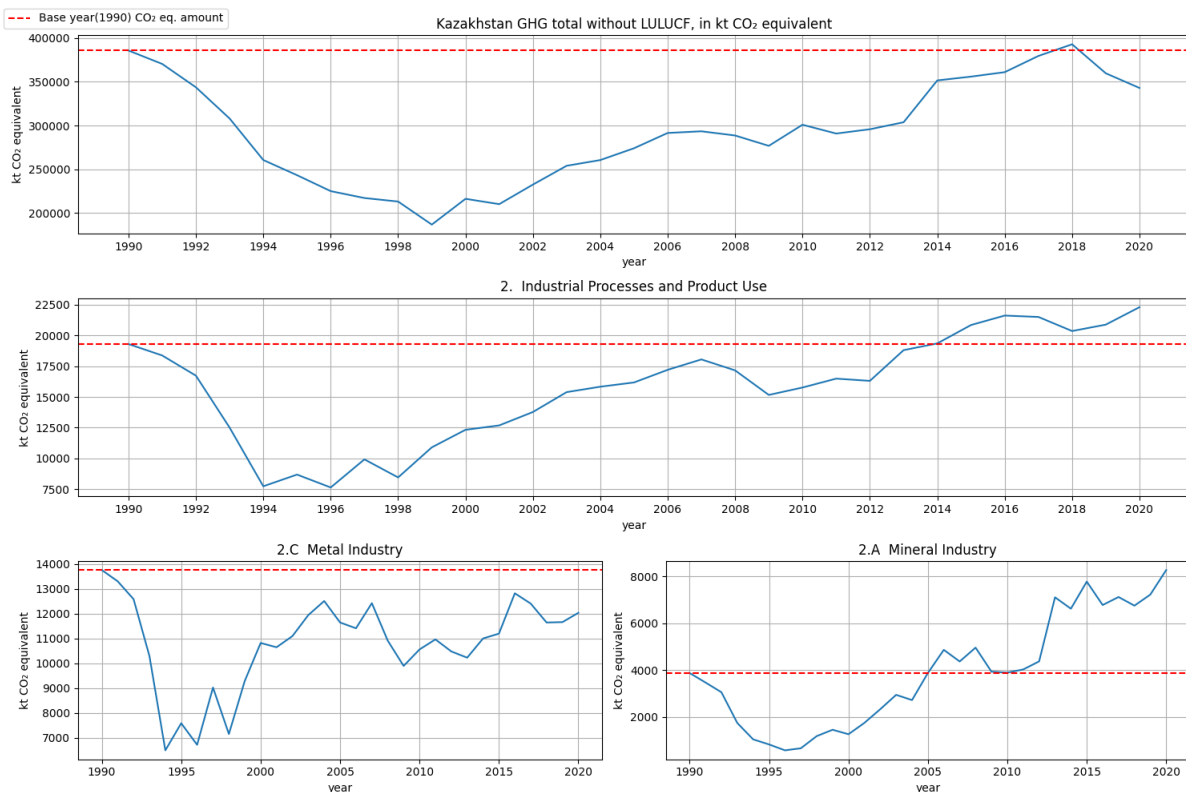 Base year(1990) CO₂ eq. amount
Kazakhstan GHG total without LULUCF, in kt CO₂ equivalent
kt CO₂ equivalent
400000
350000
300000
250000
200000
1990 1992 1994 1996 1998 2000 2002 2004 2006 2008 2010 2012 2014 2016 2018 2020
year
2. Industrial Processes and Product Use
kt CO₂ equivalent
22500
20000
17500
15000
12500
10000
7500
1990 1992 1994 1996 1998 2000 2002 2004 2006 2008 2010 2012 2014 2016 2018 2020
year
2.C Metal Industry
kt CO₂ equivalent
14000
13000
12000
11000
10000
9000
8000
7000
1990 1995 2000 2005 2010 2015 2020
year
2.A Mineral Industry
kt CO₂ equivalent
8000
6000
4000
2000
1990 1995 2000 2005 2010 2015 2020
year